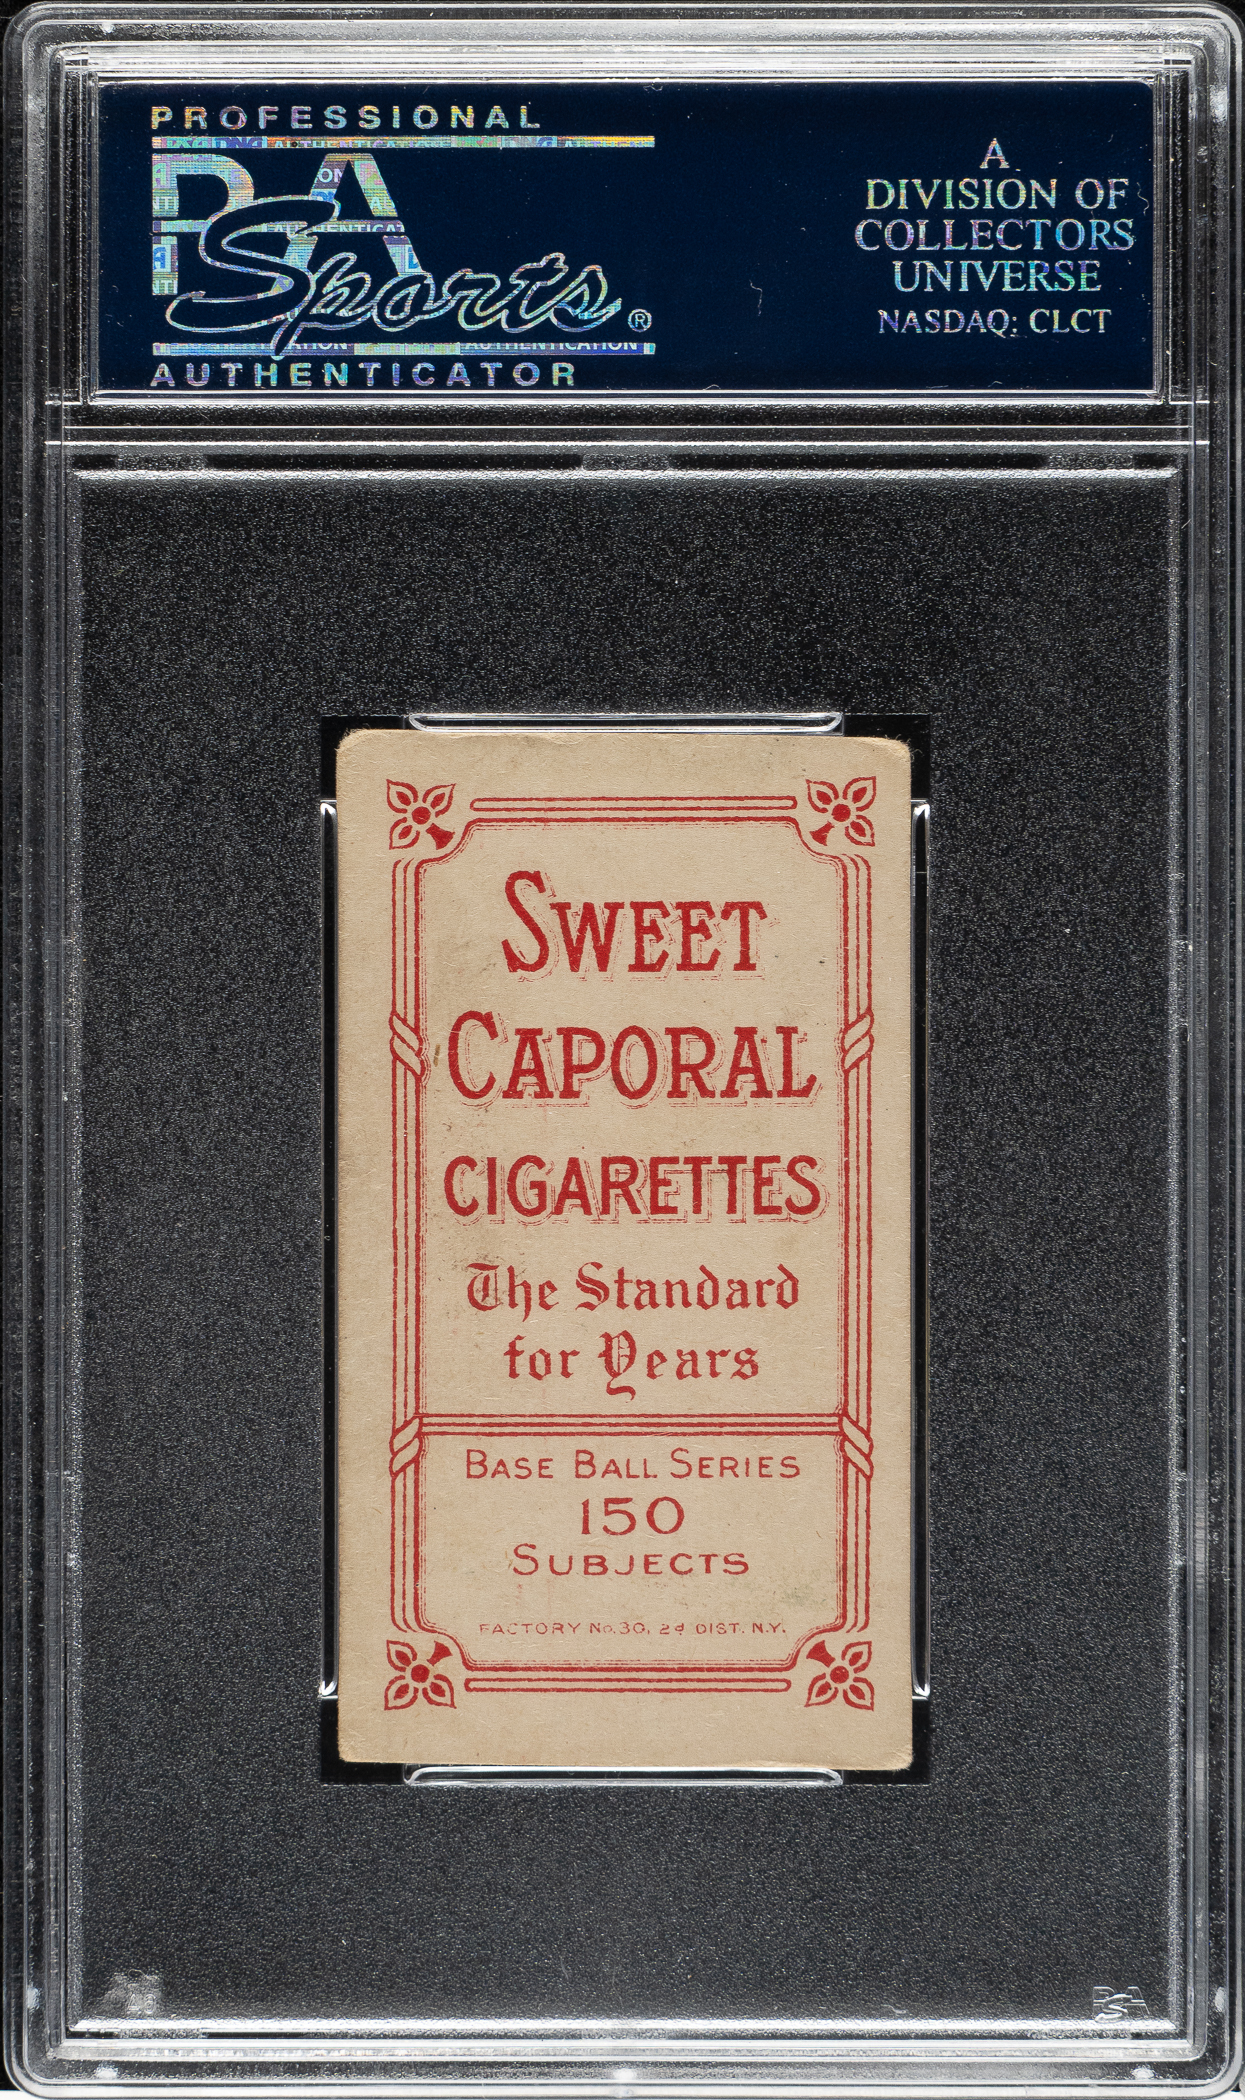 PROFESSIONAL
PSA
Sports®
AUTHENTICATOR
A
DIVISION OF
COLLECTORS
UNIVERSE
NASDAQ: CLCT
SWEET
CAPORAL
CIGARETTES
The Standard
for Years
BASE BALL SERIES
150
SUBJECTS
FACTORY No. 30, 2d DIST. N.Y.
PSA